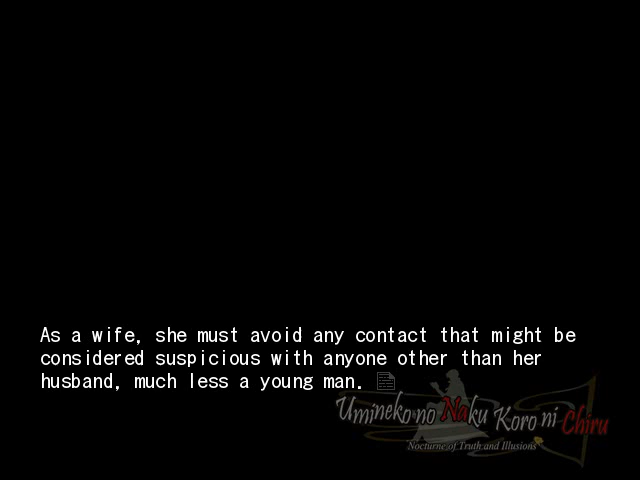 As a wife, she must avoid any contact that might be
considered suspicious with anyone other than her
husband, much less a young man.
Umineko no Naku Koro ni Chiru
Nocturne of Truth and Illusions